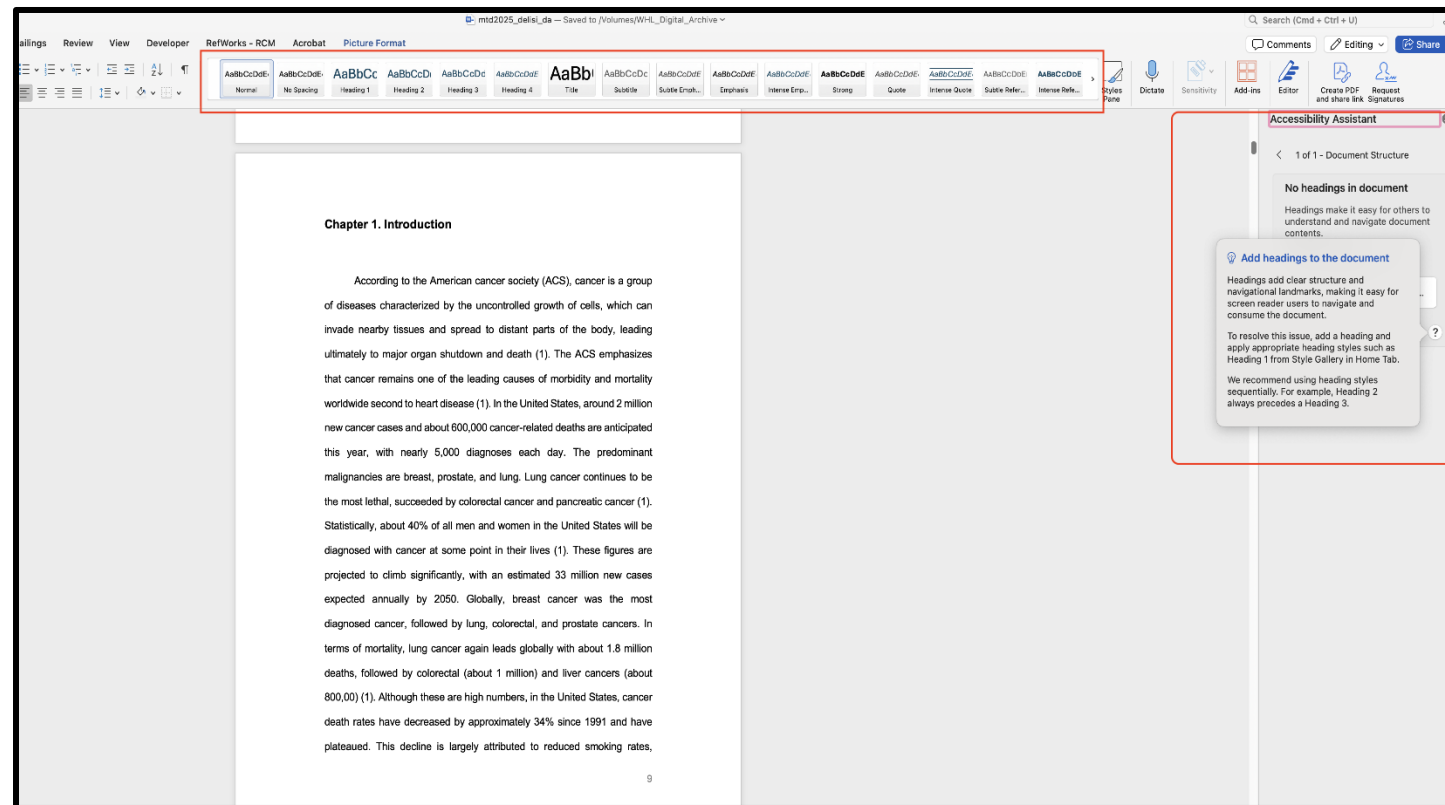 mtd2025_delisi_da — Saved to /Volumes/WHL_Digital_Archive
Search (Cmd + Ctrl + U)
ailings Review View Developer RefWorks - RCM Acrobat Picture Format
Comments Editing Share
AaBbCcDdE AaBbCcDdE AaBbCc AaBbCcD AaBbCcDc AaBbCcDdE AaBb AaBbCcDc AaBbCcDdE AaBbCcDdE AaBbCcDdE AaBbCcDdE AaBbCcDdE AaBbCcDdE AaBbCcDdE AaBbCcDdE
Normal No Spacing Heading 1 Heading 2 Heading 3 Heading 4 Title Subtitle Subtle Emph... Emphasis Intense Emp... Strong Quote Intense Quote Subtle Refer... Intense Refe...
Styles Pane
Dictate
Sensitivity
Add-ins
Editor
Create PDF and share link
Request Signatures
Chapter 1. Introduction
According to the American cancer society (ACS), cancer is a group
of diseases characterized by the uncontrolled growth of cells, which can
invade nearby tissues and spread to distant parts of the body, leading
ultimately to major organ shutdown and death (1). The ACS emphasizes
that cancer remains one of the leading causes of morbidity and mortality
worldwide second to heart disease (1). In the United States, around 2 million
new cancer cases and about 600,000 cancer-related deaths are anticipated
this year, with nearly 5,000 diagnoses each day. The predominant
malignancies are breast, prostate, and lung. Lung cancer continues to be
the most lethal, succeeded by colorectal cancer and pancreatic cancer (1).
Statistically, about 40% of all men and women in the United States will be
diagnosed with cancer at some point in their lives (1). These figures are
projected to climb significantly, with an estimated 33 million new cases
expected annually by 2050. Globally, breast cancer was the most
diagnosed cancer, followed by lung, colorectal, and prostate cancers. In
terms of mortality, lung cancer again leads globally with about 1.8 million
deaths, followed by colorectal (about 1 million) and liver cancers (about
800,00) (1). Although these are high numbers, in the United States, cancer
death rates have decreased by approximately 34% since 1991 and have
plateaued. This decline is largely attributed to reduced smoking rates,
9
Accessibility Assistant
1 of 1 - Document Structure
No headings in document
Headings make it easy for others to
understand and navigate document
contents.
Add headings to the document
Headings add clear structure and
navigational landmarks, making it easy for
screen reader users to navigate and
consume the document.
To resolve this issue, add a heading and
apply appropriate heading styles such as
Heading 1 from Style Gallery in Home Tab.
We recommend using heading styles
sequentially. For example, Heading 2
always precedes a Heading 3.
?